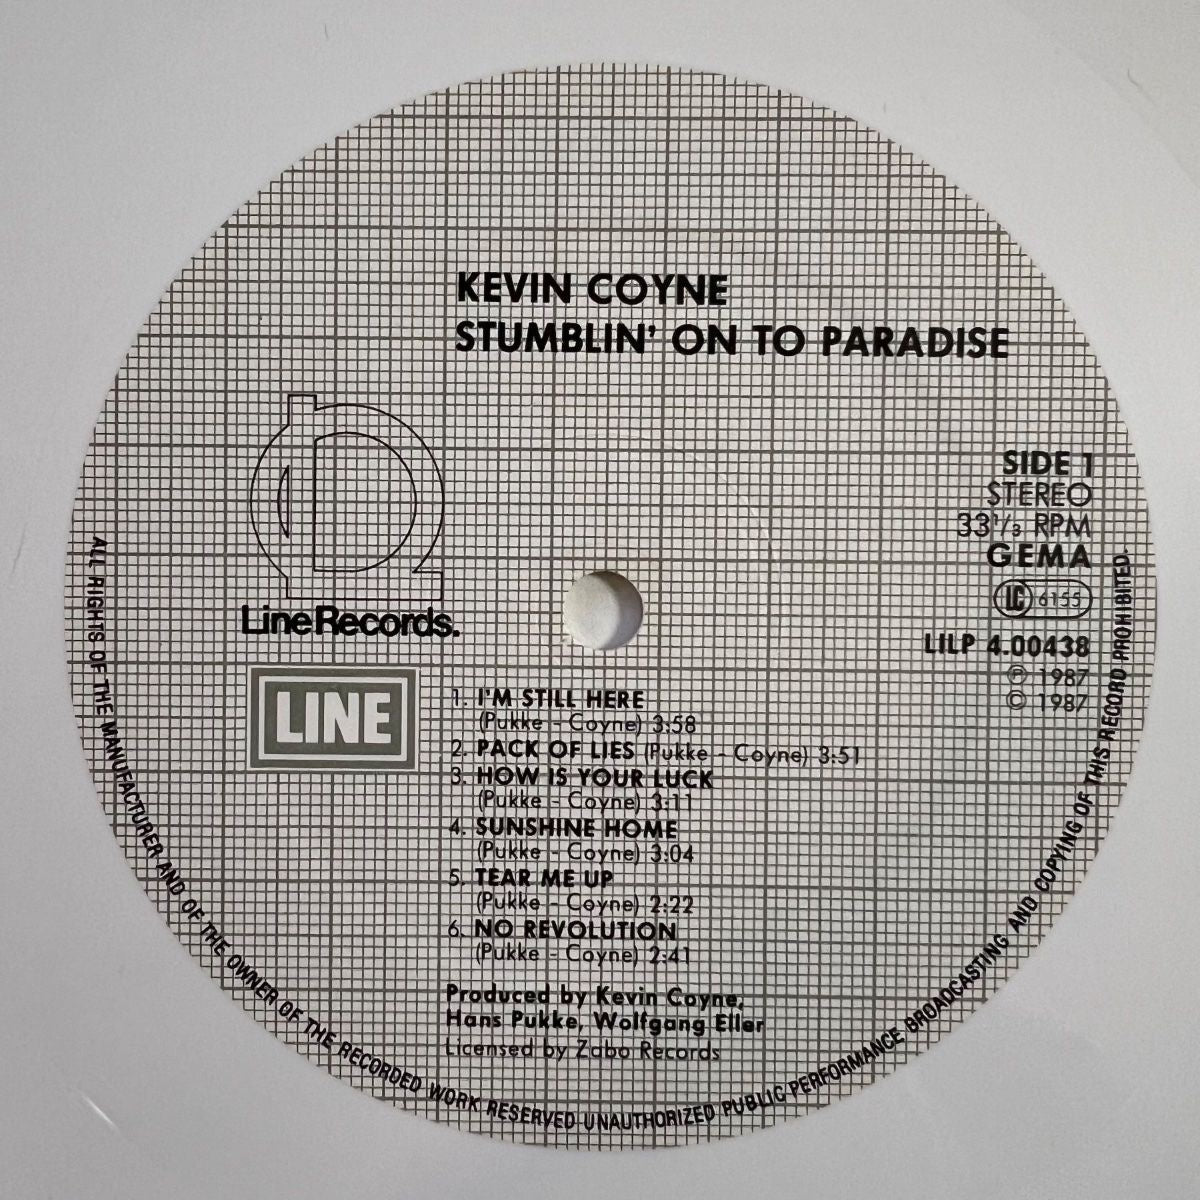 KEVIN COYNE
STUMBLIN' ON TO PARADISE
SIDE 1
STEREO
33 1/3 RPM
GEMA
LC 6155
LILP 4.00438
℗ 1987
© 1987
Line Records.
LINE
1. I'M STILL HERE
(Pukke - Coyne) 3:58
2. PACK OF LIES (Pukke - Coyne) 3:51
3. HOW IS YOUR LUCK
(Pukke - Coyne) 3:11
4. SUNSHINE HOME
(Pukke - Coyne) 3:04
5. TEAR ME UP
(Pukke - Coyne) 2:22
6. NO REVOLUTION
(Pukke - Coyne) 2:41
Produced by Kevin Coyne,
Hans Pukke, Wolfgang Eller
Licensed by Zabo Records
ALL RIGHTS OF THE MANUFACTURER AND OF THE OWNER OF THE RECORDED WORK RESERVED UNAUTHORIZED PUBLIC PERFORMANCE BROADCASTING AND COPYING OF THIS RECORD PROHIBITED.